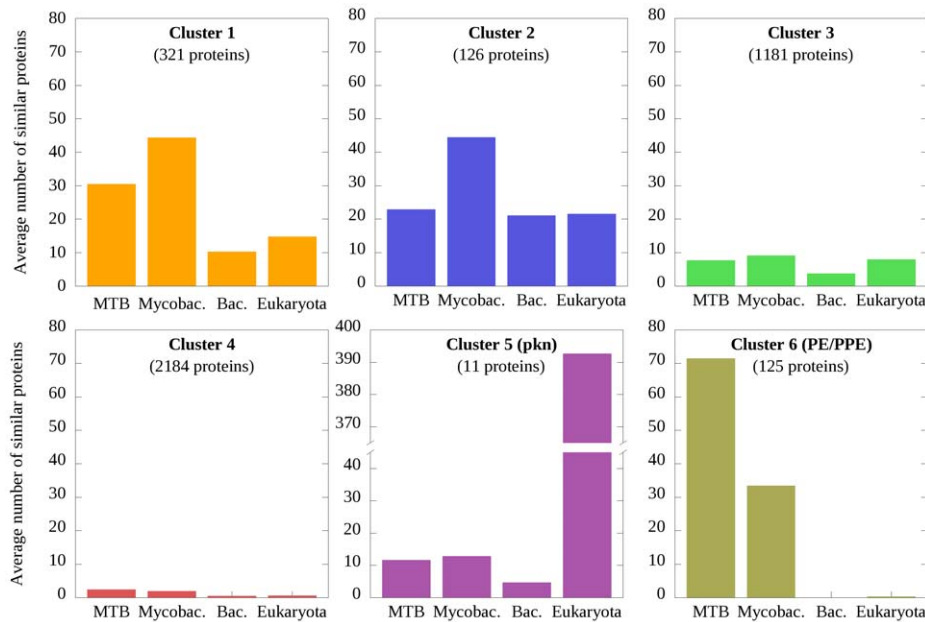 Average number of similar proteins
Cluster 1
(321 proteins)
80
70
60
50
40
30
20
10
0
MTB Mycobac. Bac. Eukaryota
Cluster 2
(126 proteins)
80
70
60
50
40
30
20
10
0
MTB Mycobac. Bac. Eukaryota
Cluster 3
(1181 proteins)
80
70
60
50
40
30
20
10
0
MTB Mycobac. Bac. Eukaryota
Average number of similar proteins
Cluster 4
(2184 proteins)
80
70
60
50
40
30
20
10
0
MTB Mycobac. Bac. Eukaryota
Cluster 5 (pkn)
(11 proteins)
400
390
380
370
40
30
20
10
0
MTB Mycobac. Bac. Eukaryota
Cluster 6 (PE/PPE)
(125 proteins)
80
70
60
50
40
30
20
10
0
MTB Mycobac. Bac. Eukaryota